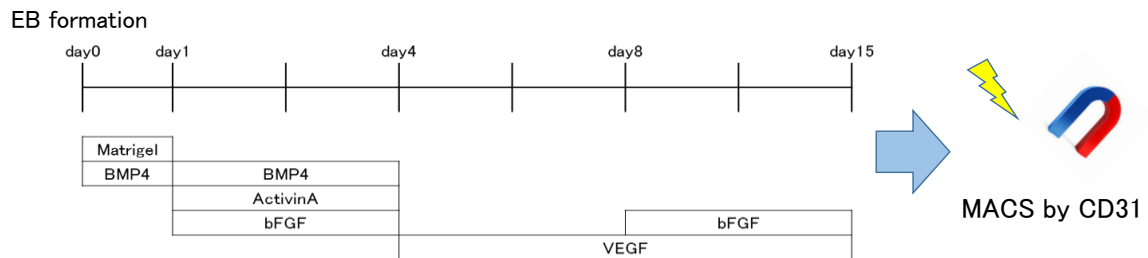 EB formation
day0
day1
day4
day8
day15
Matrigel
BMP4
BMP4
ActivinA
bFGF
bFGF
VEGF
MACS by CD31